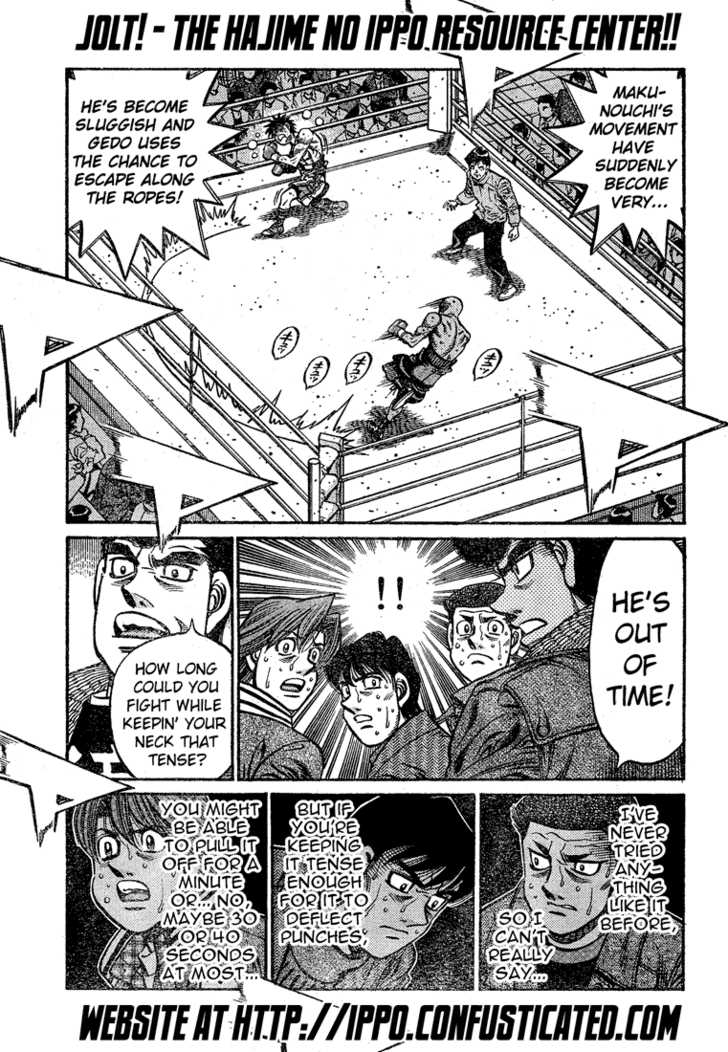 JOLT! - THE HAJIME NO IPPO RESOURCE CENTER!!
MAKU-
NOUCHI'S
MOVEMENT
HAVE
SUDDENLY
BECOME
VERY...
HE'S BECOME
SLUGGISH AND
GEDO USES
THE CHANCE TO
ESCAPE ALONG
THE ROPES!
HE'S
OUT
OF
TIME!
!!
HOW LONG
COULD YOU
FIGHT WHILE
KEEPIN' YOUR
NECK THAT
TENSE?
I'VE
NEVER
TRIED
ANY-
THING
LIKE IT
BEFORE,
SO I
CAN'T
REALLY
SAY...
BUT IF
YOU'RE
KEEPING
IT TENSE
ENOUGH
FOR IT TO
DEFLECT
PUNCHES,
YOU MIGHT
BE ABLE
TO PULL IT
OFF FOR A
MINUTE
OR... NO,
MAYBE 30
OR 40
SECONDS
AT MOST...
WEBSITE AT HTTP://IPPO.CONFUSTICATED.COM